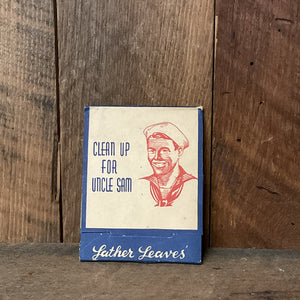 CLEAN UP
FOR
UNCLE SAM
Lather Leaves'